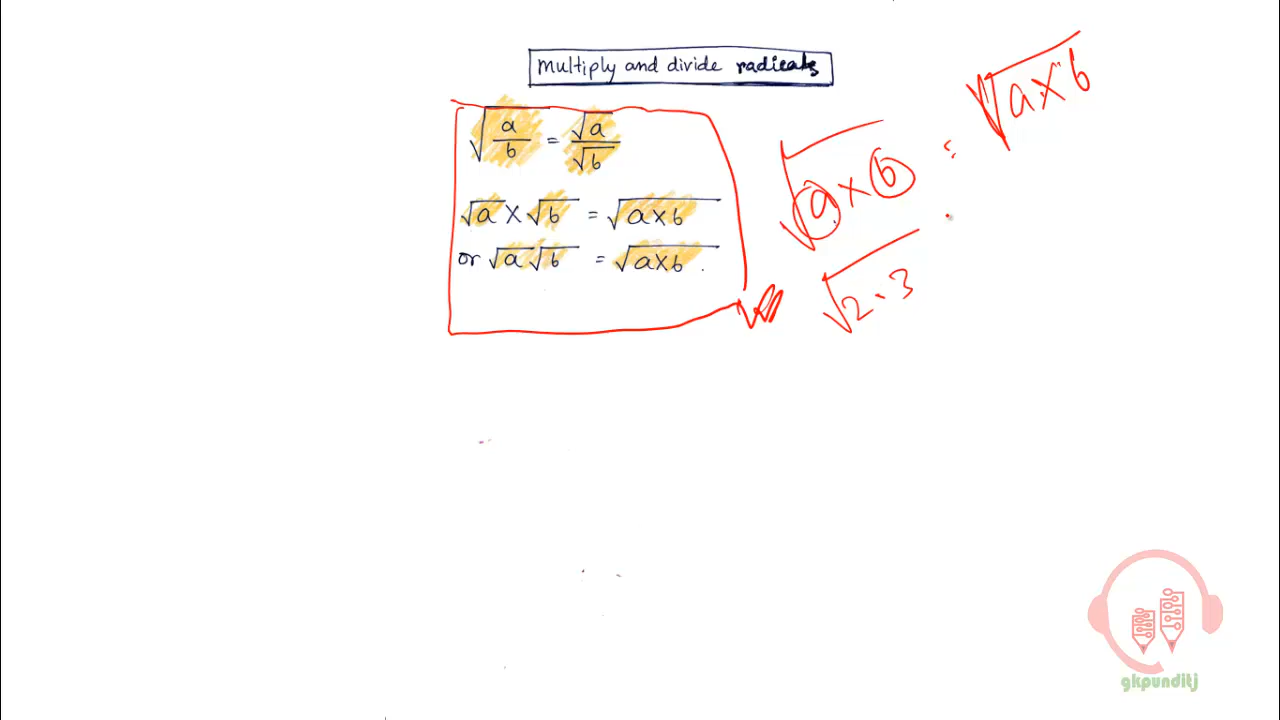 multiply and divide radicals
√(a/b) = √a/√b
√a × √b = √(a×b)
or √a√b = √(a×b) .
√(a×b) = √(a×b)
√(2·3)
gkpunditj